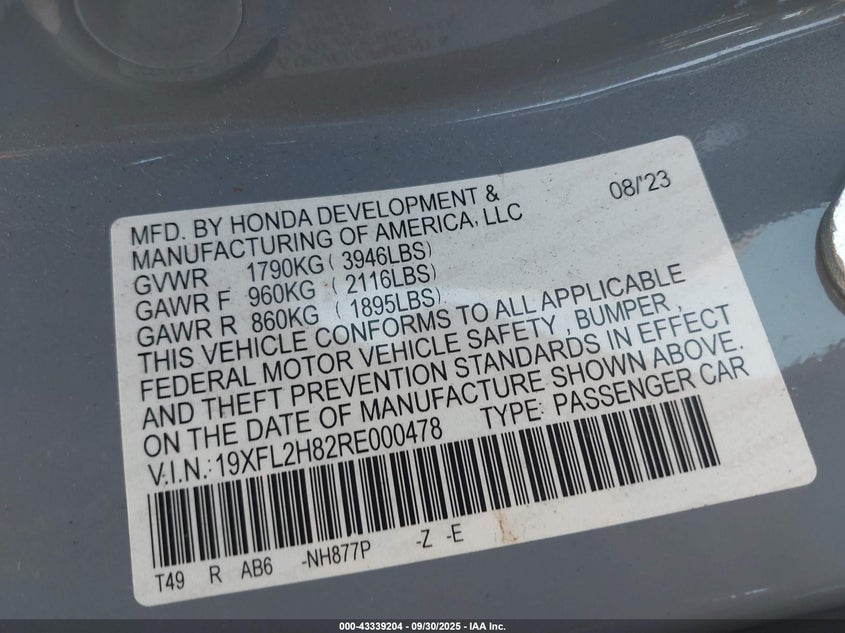 08/'23
MFD. BY HONDA DEVELOPMENT &
MANUFACTURING OF AMERICA, LLC
GVWR 1790KG ( 3946LBS)
GAWR F 960KG ( 2116LBS)
GAWR R 860KG ( 1895LBS)
THIS VEHICLE CONFORMS TO ALL APPLICABLE
FEDERAL MOTOR VEHICLE SAFETY , BUMPER ,
AND THEFT PREVENTION STANDARDS IN EFFECT
ON THE DATE OF MANUFACTURE SHOWN ABOVE.
V.I.N.: 19XFL2H82RE000478 TYPE: PASSENGER CAR
T49 R AB6 -NH877P -Z -E
000-43339204 - 09/30/2025 - IAA Inc.